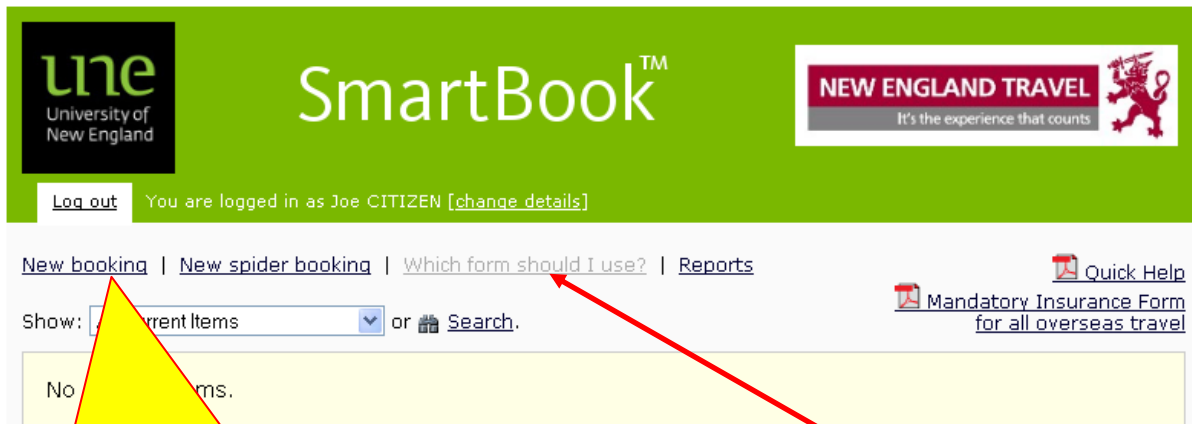 une
University of
New England
SmartBook™
NEW ENGLAND TRAVEL
It's the experience that counts
Log out You are logged in as Joe CITIZEN [change details]
New booking | New spider booking | Which form should I use? | Reports
Quick Help
Mandatory Insurance Form
for all overseas travel
Show: Items or Search.
No